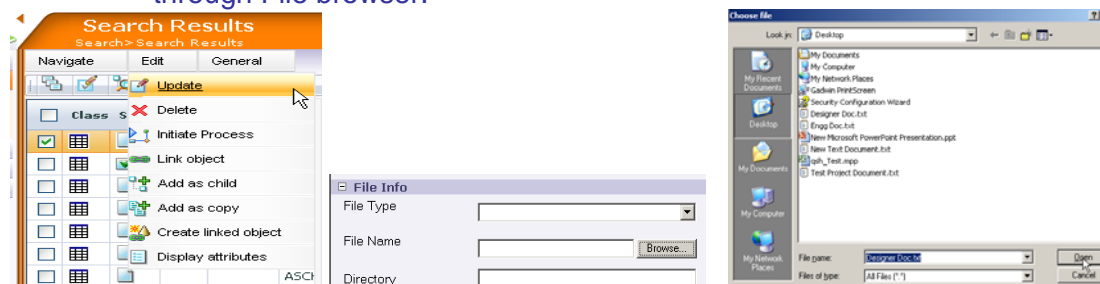 through File browser.
Search Results
Search>Search Results
Navigate Edit General
Update
Class S
Delete
Initiate Process
Link object
Add as child
Add as copy
Create linked object
Display attributes
ASCI
File Info
File Type
File Name
Browse...
Directory
Choose file
Look in: Desktop
My Recent Documents
Desktop
My Documents
My Computer
My Network Places
My Documents
My Computer
My Network Places
Gadwin PrintScreen
Security Configuration Wizard
Designer Doc.txt
Engg Doc.txt
New Microsoft PowerPoint Presentation.ppt
New Text Document.txt
qsh_Test.mpp
Test Project Document.txt
File name: Designer Doc.txt Open
Files of type: All Files (*.*) Cancel